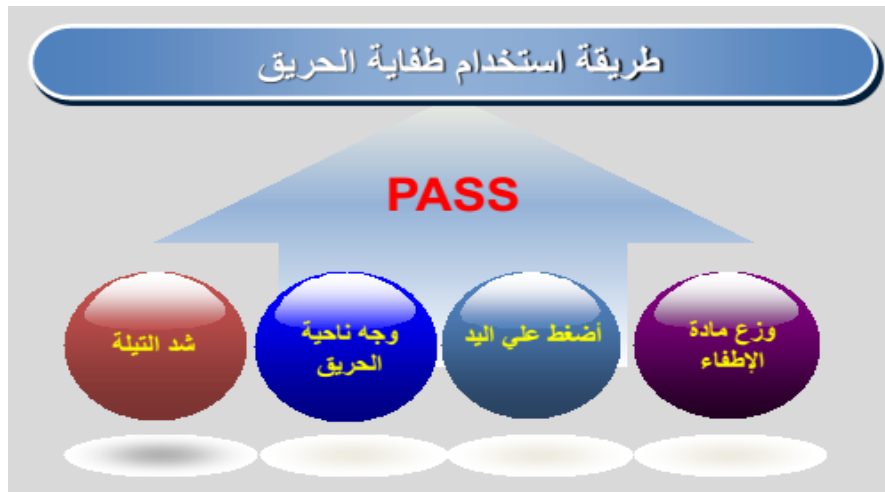 طريقة استخدام طفاية الحريق
PASS
شد التيلة
وجه ناحية
الحريق
أضغط علي اليد
وزع مادة
الإطفاء